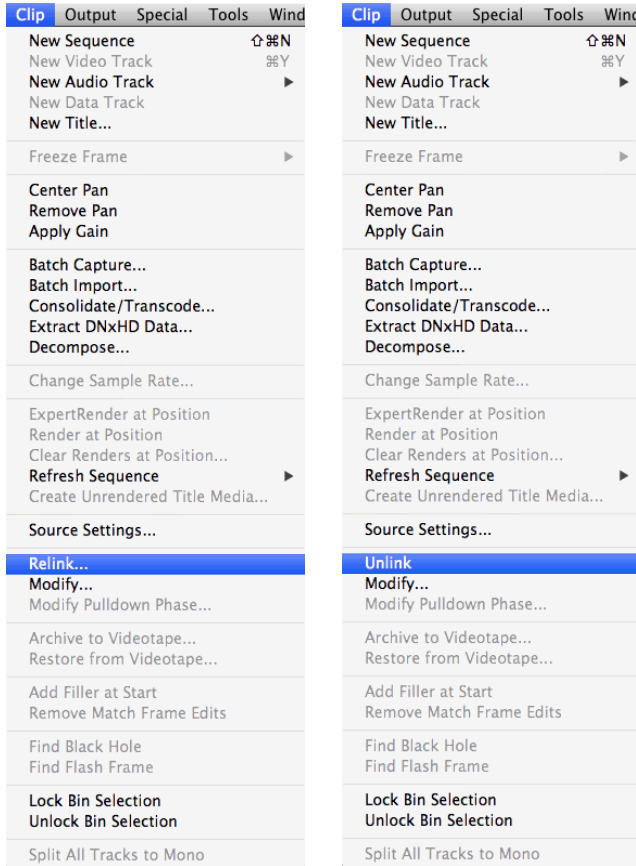 Clip Output Special Tools Wind
New Sequence ⇧⌘N
New Video Track ⌘Y
New Audio Track ▶
New Data Track
New Title...
Freeze Frame ▶
Center Pan
Remove Pan
Apply Gain
Batch Capture...
Batch Import...
Consolidate/Transcode...
Extract DNxHD Data...
Decompose...
Change Sample Rate...
ExpertRender at Position
Render at Position
Clear Renders at Position...
Refresh Sequence ▶
Create Unrendered Title Media...
Source Settings...
Relink...
Modify...
Modify Pulldown Phase...
Archive to Videotape...
Restore from Videotape...
Add Filler at Start
Remove Match Frame Edits
Find Black Hole
Find Flash Frame
Lock Bin Selection
Unlock Bin Selection
Split All Tracks to Mono
Clip Output Special Tools Wind
New Sequence ⇧⌘N
New Video Track ⌘Y
New Audio Track ▶
New Data Track
New Title...
Freeze Frame ▶
Center Pan
Remove Pan
Apply Gain
Batch Capture...
Batch Import...
Consolidate/Transcode...
Extract DNxHD Data...
Decompose...
Change Sample Rate...
ExpertRender at Position
Render at Position
Clear Renders at Position...
Refresh Sequence ▶
Create Unrendered Title Media...
Source Settings...
Unlink
Modify...
Modify Pulldown Phase...
Archive to Videotape...
Restore from Videotape...
Add Filler at Start
Remove Match Frame Edits
Find Black Hole
Find Flash Frame
Lock Bin Selection
Unlock Bin Selection
Split All Tracks to Mono